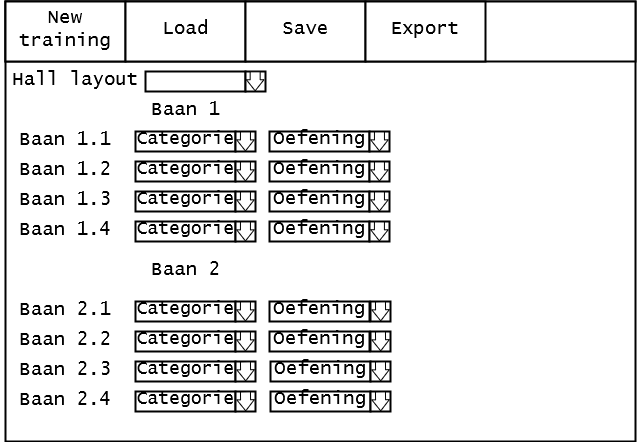 New training Load Save Export
Hall layout
Baan 1
Baan 1.1 Categorie Oefening
Baan 1.2 Categorie Oefening
Baan 1.3 Categorie Oefening
Baan 1.4 Categorie Oefening
Baan 2
Baan 2.1 Categorie Oefening
Baan 2.2 Categorie Oefening
Baan 2.3 Categorie Oefening
Baan 2.4 Categorie Oefening